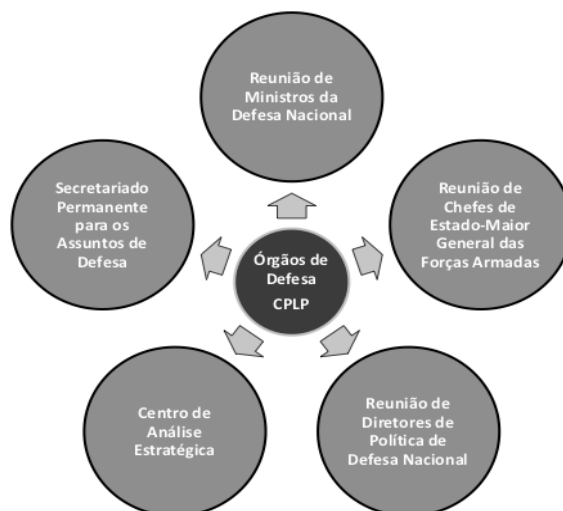 Reunião de
Ministros da
Defesa Nacional
Secretariado
Permanente
para os
Assuntos de
Defesa
Reunião de
Chefes de
Estado-Maior
General das
Forças Armadas
Órgãos de
Defesa
CPLP
Centro de
Análise
Estratégica
Reunião de
Diretores de
Política de
Defesa Nacional